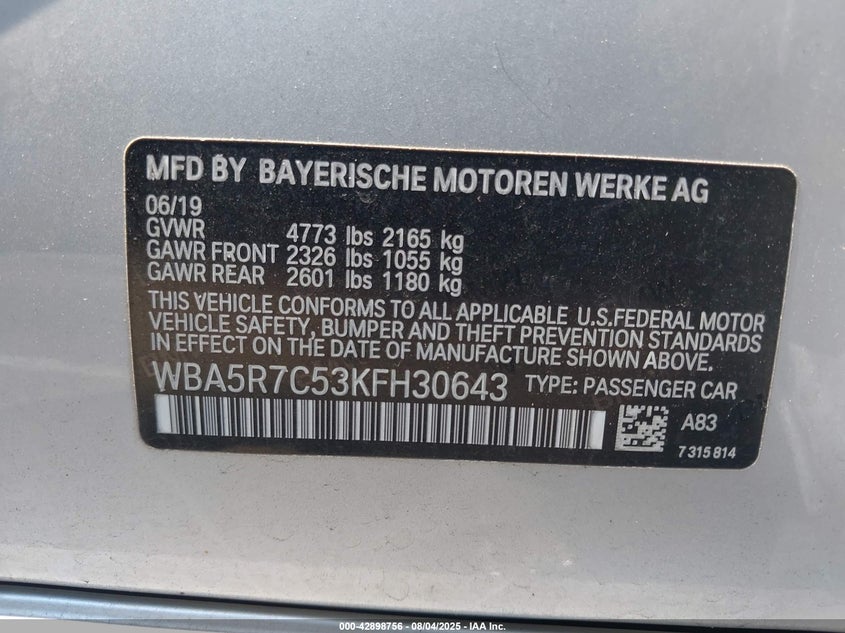 MFD BY BAYERISCHE MOTOREN WERKE AG
06/19
GVWR 4773 lbs 2165 kg
GAWR FRONT 2326 lbs 1055 kg
GAWR REAR 2601 lbs 1180 kg
THIS VEHICLE CONFORMS TO ALL APPLICABLE U.S.FEDERAL MOTOR
VEHICLE SAFETY, BUMPER AND THEFT PREVENTION STANDARDS
IN EFFECT ON THE DATE OF MANUFACTURE SHOWN ABOVE.
WBA5R7C53KFH30643 TYPE: PASSENGER CAR
A83
7315814
000-42898756 - 08/04/2025 - IAA Inc.